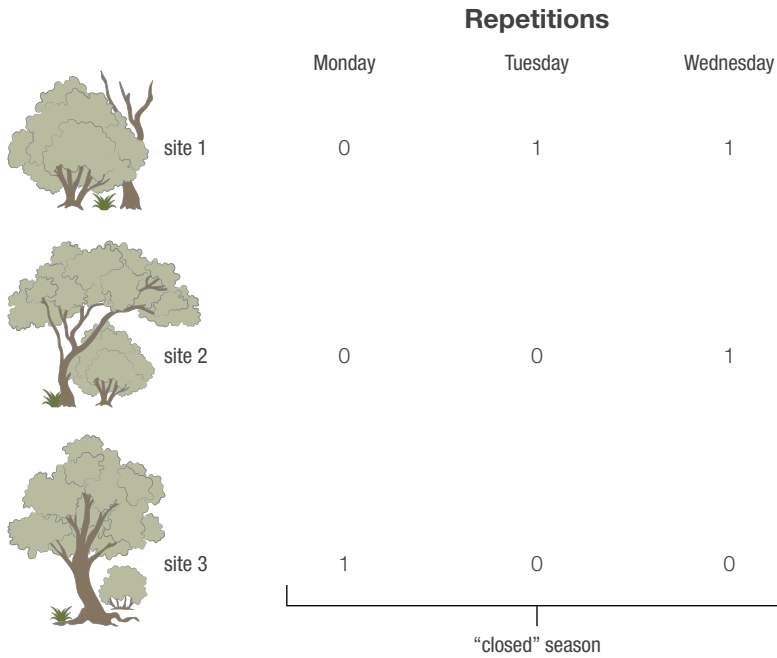 Repetitions
Monday Tuesday Wednesday
site 1 0 1 1
site 2 0 0 1
site 3 1 0 0
“closed” season